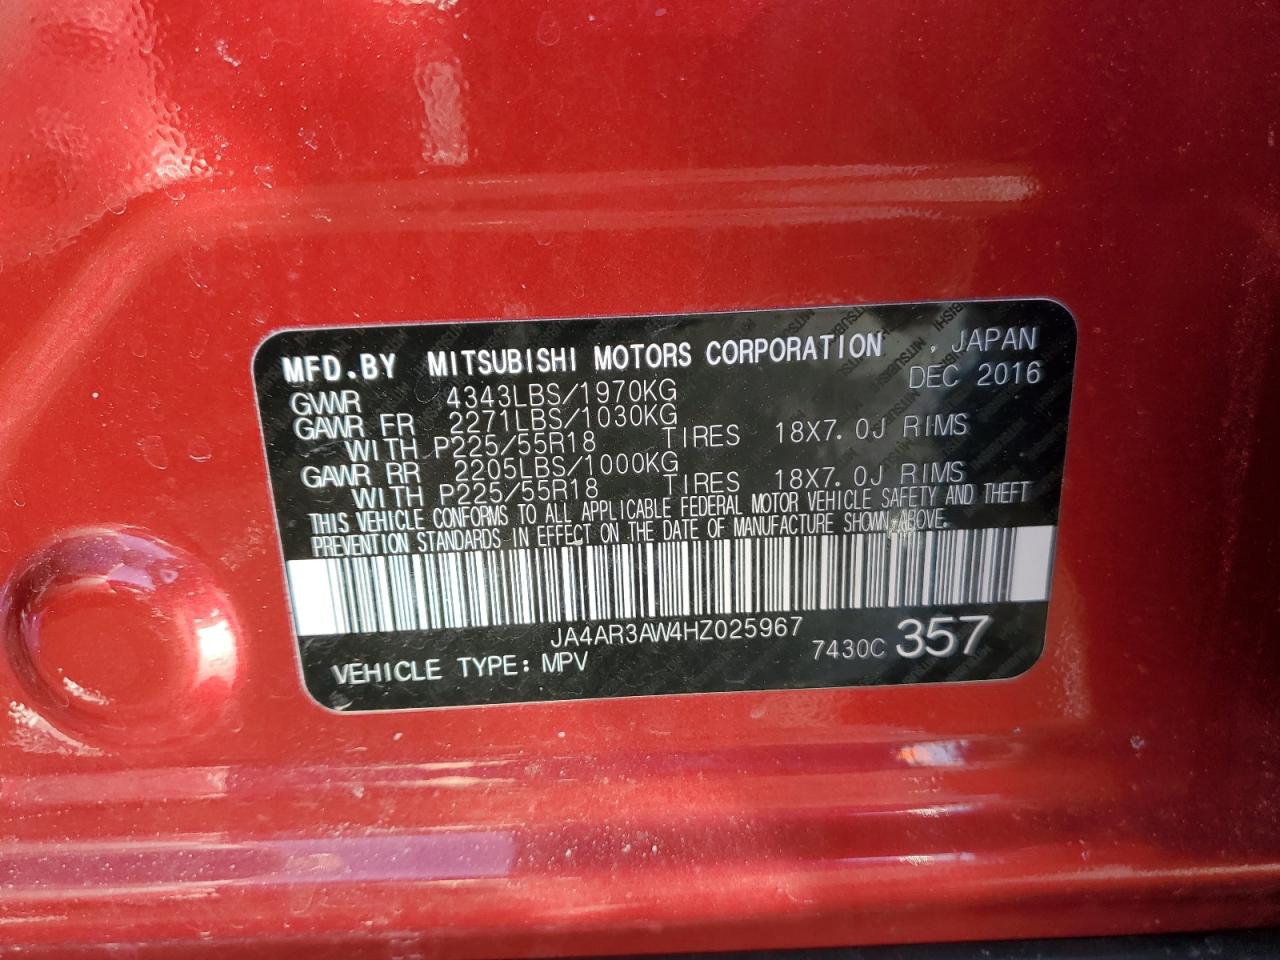 MFD.BY MITSUBISHI MOTORS CORPORATION , JAPAN
DEC 2016
GVWR 4343LBS/1970KG
GAWR FR 2271LBS/1030KG
WITH P225/55R18 TIRES 18X7.0J RIMS
GAWR RR 2205LBS/1000KG
WITH P225/55R18 TIRES 18X7.0J RIMS
THIS VEHICLE CONFORMS TO ALL APPLICABLE FEDERAL MOTOR VEHICLE SAFETY AND THEFT
PREVENTION STANDARDS IN EFFECT ON THE DATE OF MANUFACTURE SHOWN ABOVE.
JA4AR3AW4HZ025967
VEHICLE TYPE: MPV 7430C 357